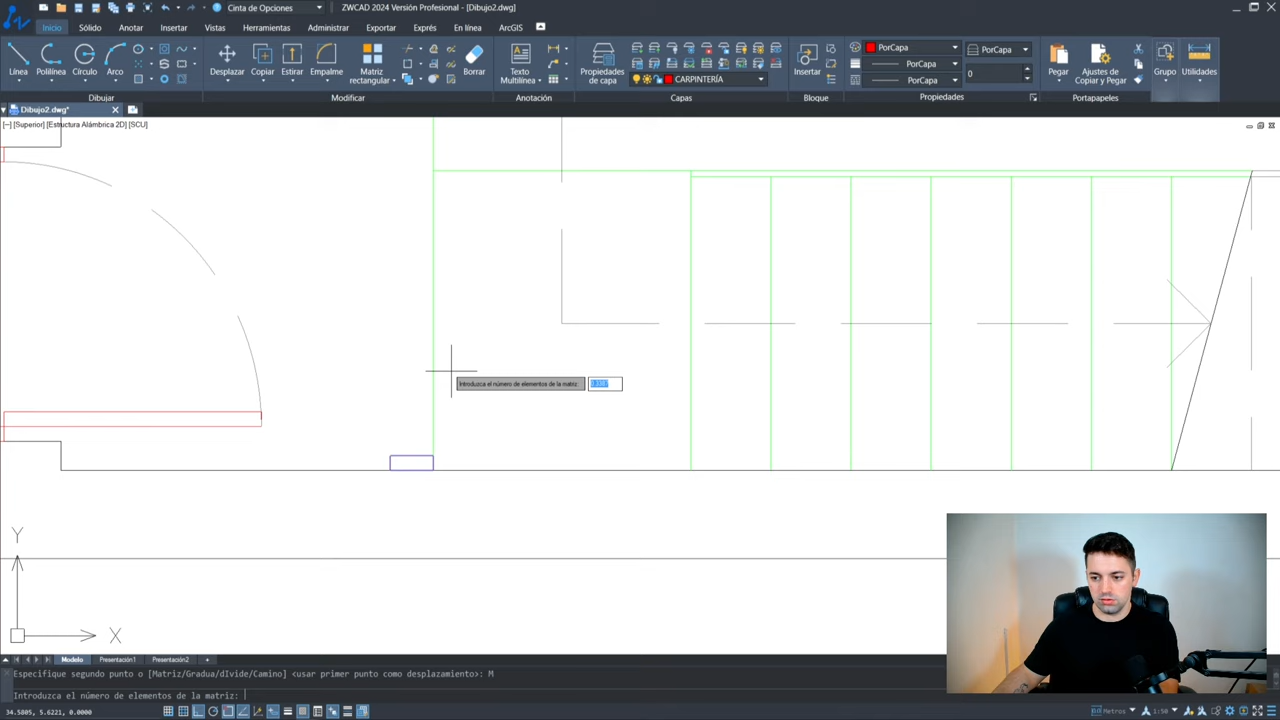 Cinta de Opciones
ZWCAD 2024 Versión Profesional - [Dibujo2.dwg]
Inicio
Sólido
Anotar
Insertar
Vistas
Herramientas
Administrar
Exportar
Exprés
En línea
ArcGIS
Línea
Polilínea
Círculo
Arco
Desplazar
Copiar
Estirar
Empalme
Matriz rectangular
Borrar
Texto Multilínea
Propiedades de capa
CARPINTERÍA
Insertar
PorCapa
PorCapa
PorCapa
PorCapa
0
Pegar
Ajustes de Copiar y Pegar
Grupo
Utilidades
Dibujar
Modificar
Anotación
Capas
Bloque
Propiedades
Portapapeles
Dibujo2.dwg*
[−] [Superior] [Estructura Alámbrica 2D] [SCU]
Introduzca el número de elementos de la matriz:
Y
X
Modelo
Presentación1
Presentación2
+
Especifique segundo punto o [Matriz/Gradua/dIvide/Camino] <usar primer punto como desplazamiento>: M
Introduzca el número de elementos de la matriz:
34.5805, 5.6221, 0.0000
Metros
1:50